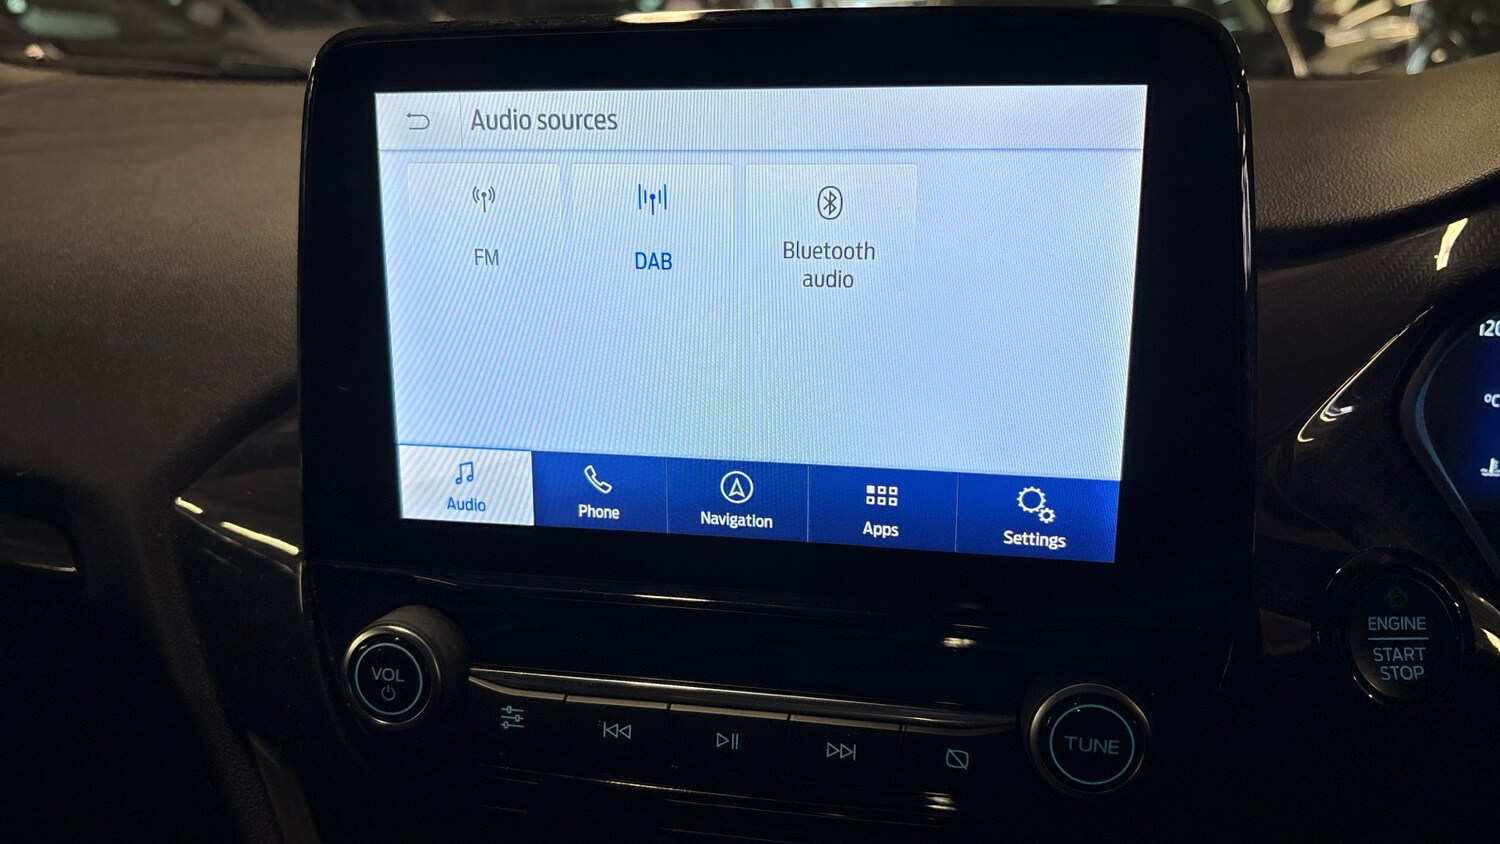 Audio sources
FM
DAB
Bluetooth
audio
Audio
Phone
Navigation
Apps
Settings
ENGINE
START
STOP
VOL
TUNE
°C